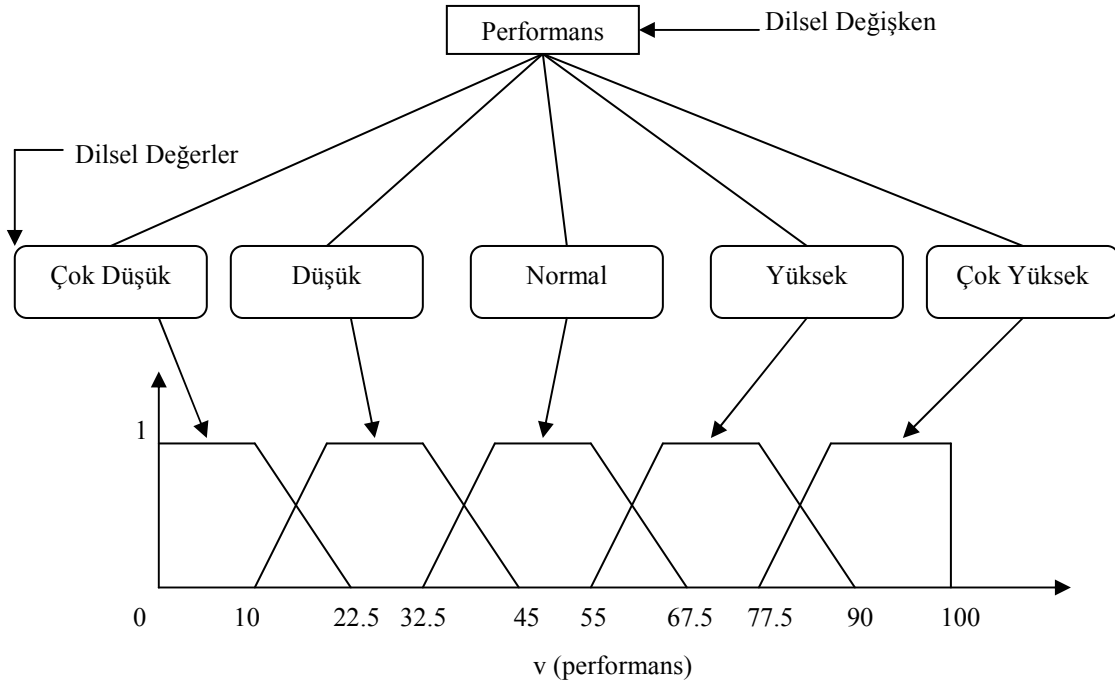 Performans
Dilsel Değişken
Dilsel Değerler
Çok Düşük
Düşük
Normal
Yüksek
Çok Yüksek
1
0 10 22.5 32.5 45 55 67.5 77.5 90 100
v (performans)